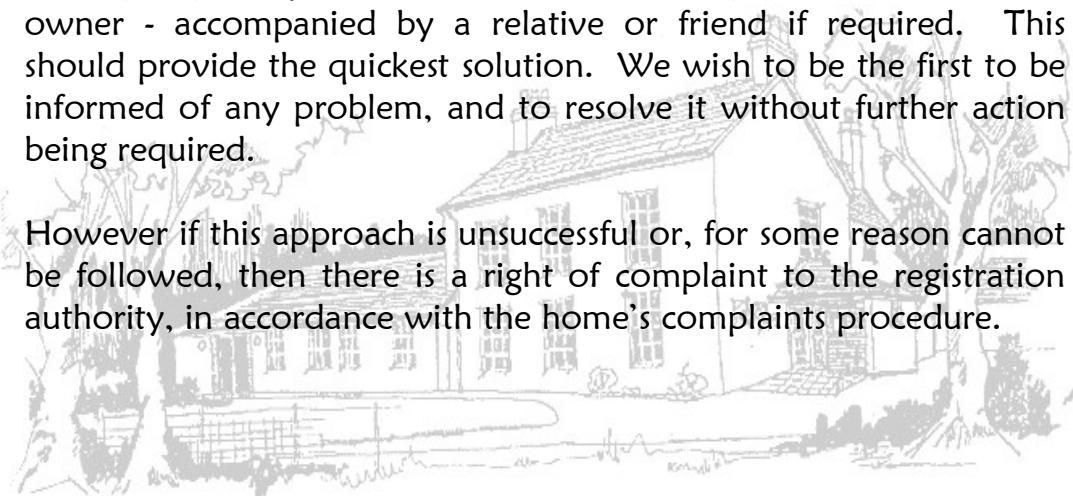 owner - accompanied by a relative or friend if required. This
should provide the quickest solution. We wish to be the first to be
informed of any problem, and to resolve it without further action
being required.
However if this approach is unsuccessful or, for some reason cannot
be followed, then there is a right of complaint to the registration
authority, in accordance with the home's complaints procedure.